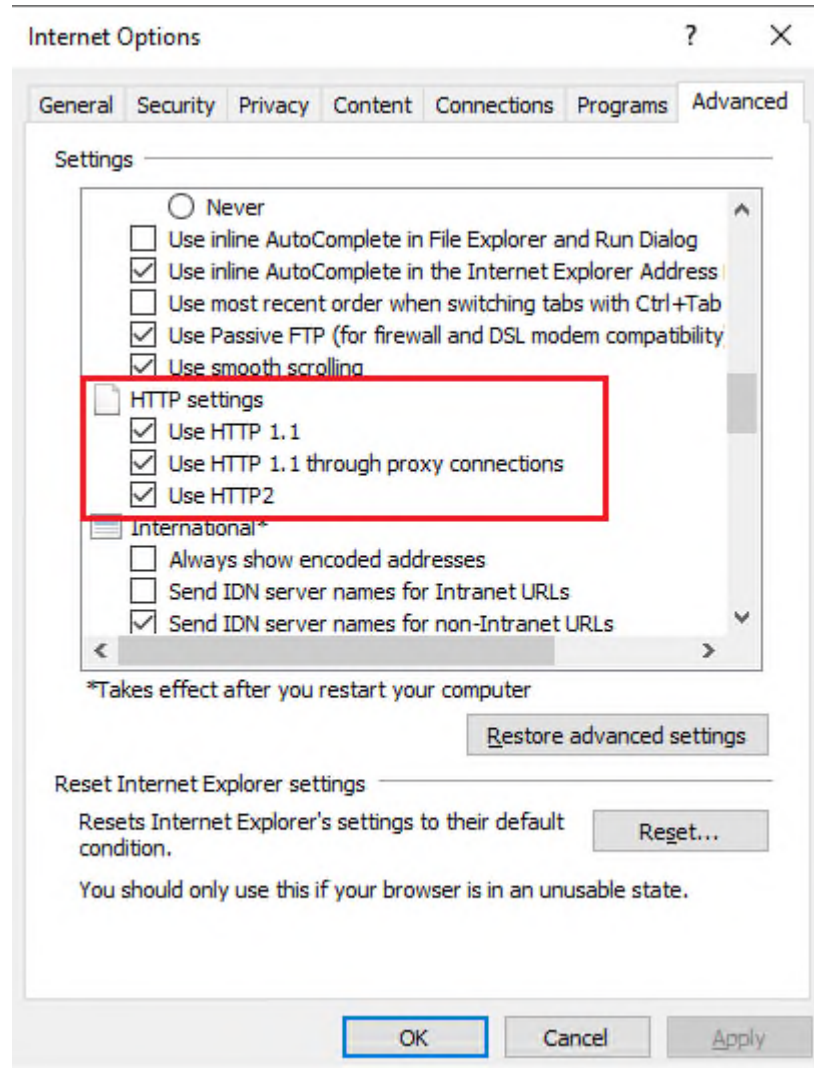 Internet Options ? X
General Security Privacy Content Connections Programs Advanced
Settings
Never
Use inline AutoComplete in File Explorer and Run Dialog
Use inline AutoComplete in the Internet Explorer Address
Use most recent order when switching tabs with Ctrl+Tab
Use Passive FTP (for firewall and DSL modem compatibility
Use smooth scrolling
HTTP settings
Use HTTP 1.1
Use HTTP 1.1 through proxy connections
Use HTTP2
International*
Always show encoded addresses
Send IDN server names for Intranet URLs
Send IDN server names for non-Intranet URLs
*Takes effect after you restart your computer
Restore advanced settings
Reset Internet Explorer settings
Resets Internet Explorer's settings to their default
condition.
Reset...
You should only use this if your browser is in an unusable state.
OK Cancel Apply